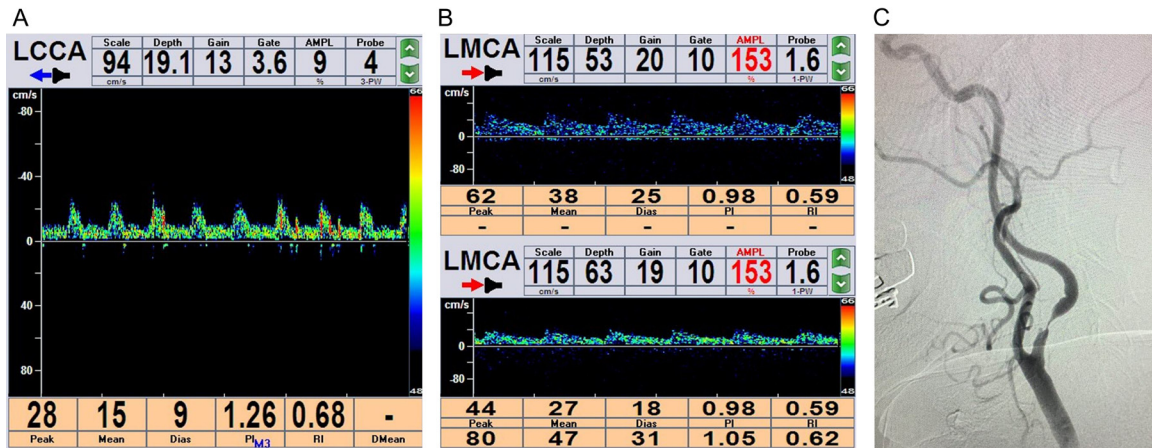 A
LCCA
Scale Depth Gain Gate AMPL Probe
94 19.1 13 3.6 9 4
cm/s % 3-PW
cm/s
66
-80
-40
0
40
80
48
28 15 9 1.26 0.68 -
Peak Mean Dias PI M3 RI DMean
B
LMCA
Scale Depth Gain Gate AMPL Probe
115 53 20 10 153 1.6
cm/s % 1-PW
cm/s
66
0
-80
48
62 38 25 0.98 0.59
Peak Mean Dias PI RI
- - - - -
LMCA
Scale Depth Gain Gate AMPL Probe
115 63 19 10 153 1.6
cm/s % 1-PW
cm/s
66
0
-80
48
44 27 18 0.98 0.59
Peak Mean Dias PI RI
80 47 31 1.05 0.62
C